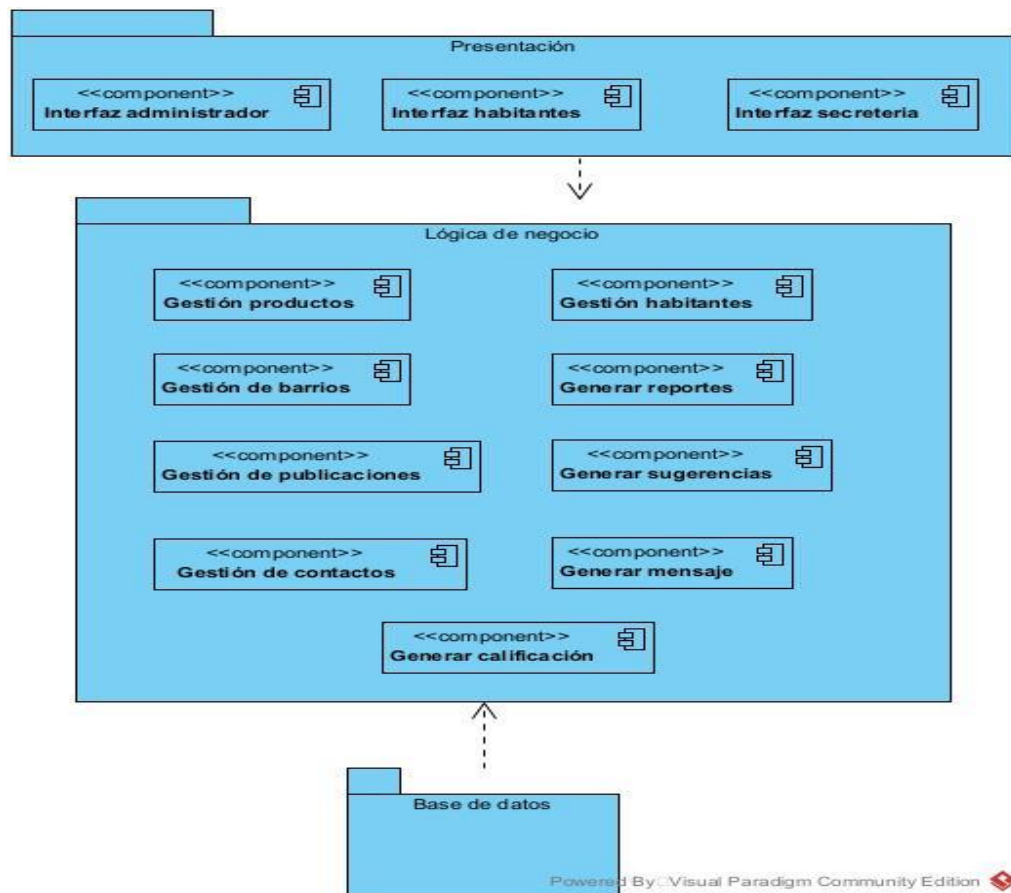 Presentación
<<component>>
Interfaz administrador
<<component>>
Interfaz habitantes
<<component>>
Interfaz secreteria
Lógica de negocio
<<component>>
Gestión productos
<<component>>
Gestión habitantes
<<component>>
Gestión de barrios
<<component>>
Generar reportes
<<component>>
Gestión de publicaciones
<<component>>
Generar sugerencias
<<component>>
Gestión de contactos
<<component>>
Generar mensaje
<<component>>
Generar calificación
Base de datos
Powered By Visual Paradigm Community Edition